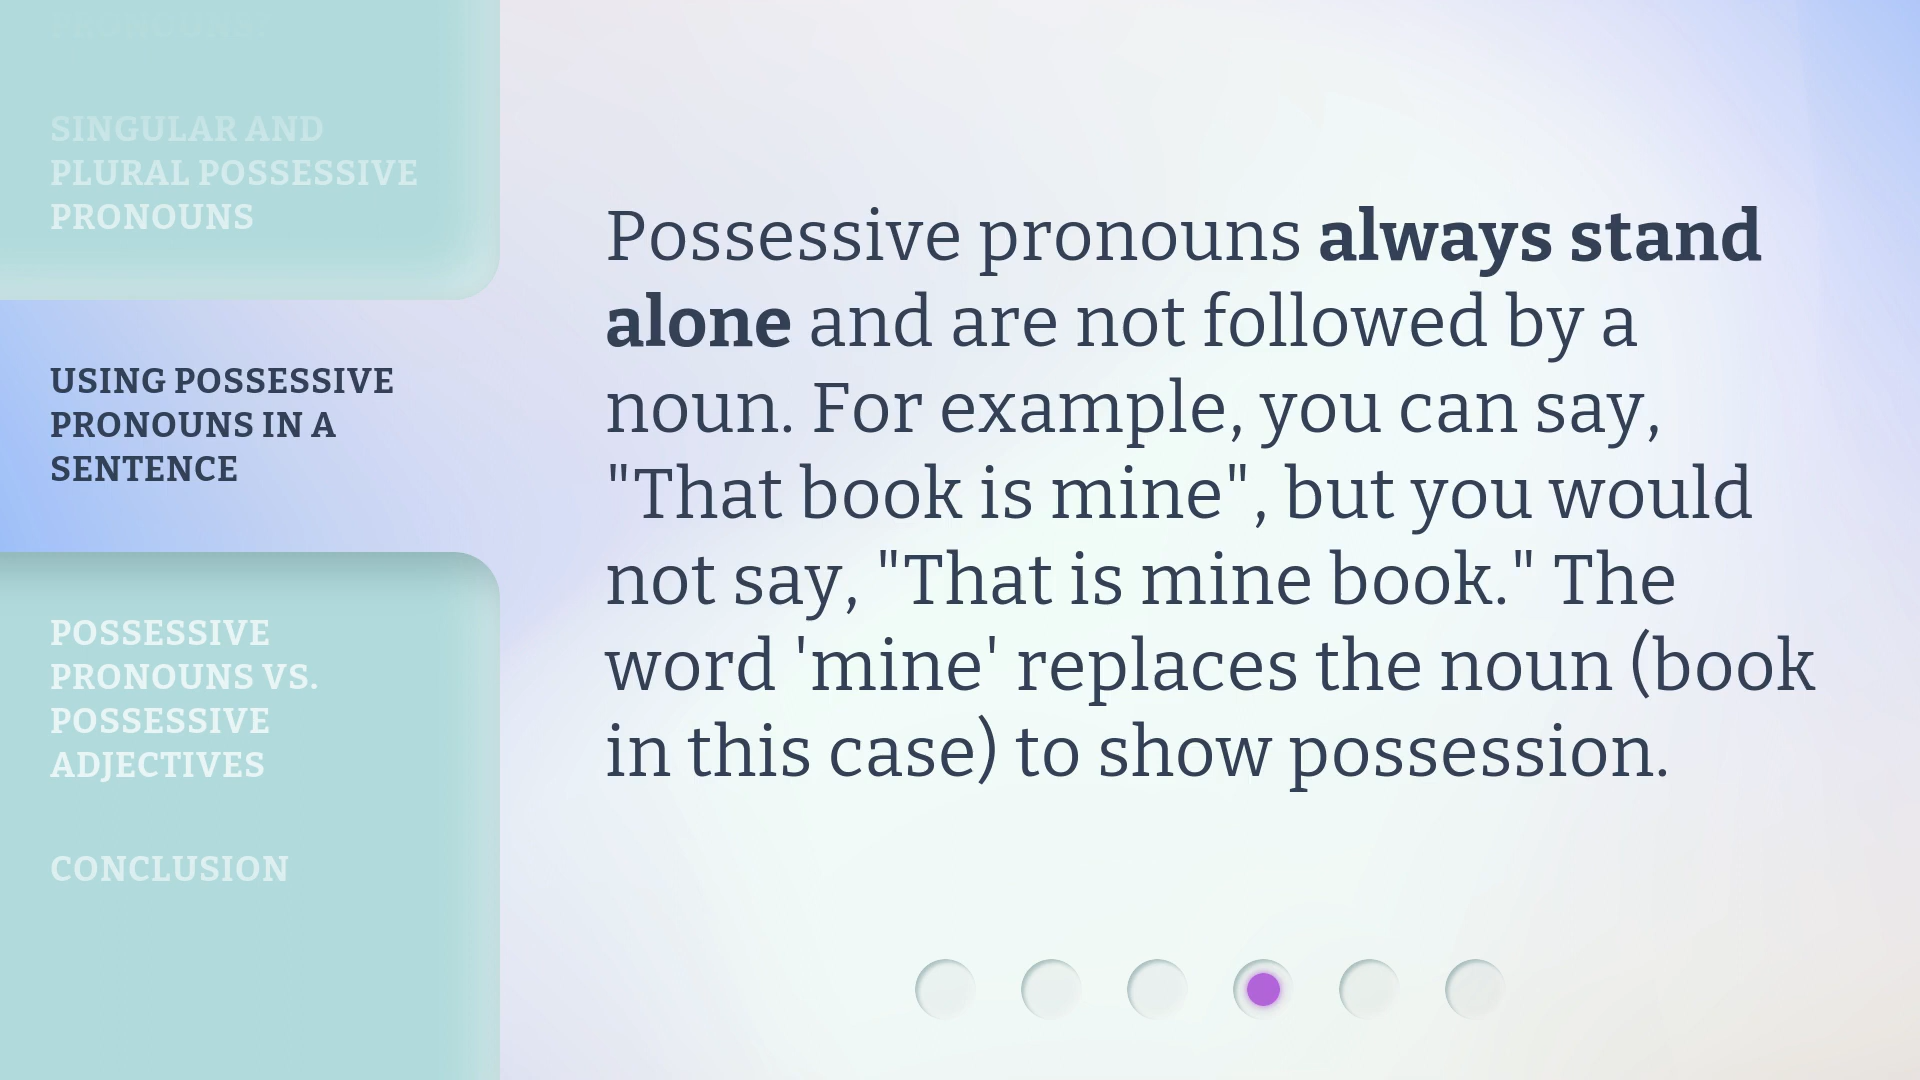 PRONOUNS?
SINGULAR AND
PLURAL POSSESSIVE
PRONOUNS
USING POSSESSIVE
PRONOUNS IN A
SENTENCE
POSSESSIVE
PRONOUNS VS.
POSSESSIVE
ADJECTIVES
CONCLUSION
Possessive pronouns always stand
alone and are not followed by a
noun. For example, you can say,
"That book is mine", but you would
not say, "That is mine book." The
word 'mine' replaces the noun (book
in this case) to show possession.